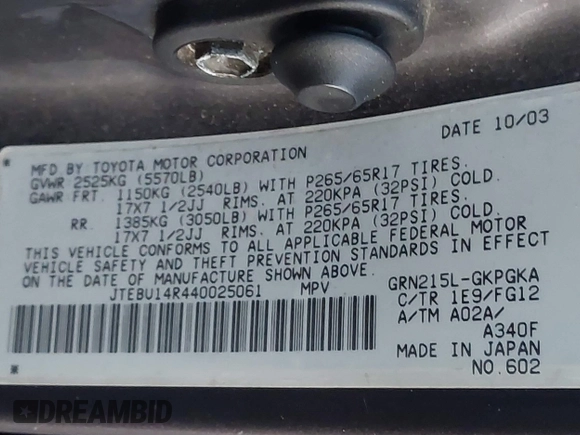 DATE 10/03
MFD BY TOYOTA MOTOR CORPORATION
GVWR 2525KG (5570LB)
GAWR FRT. 1150KG (2540LB) WITH P265/65R17 TIRES.
17X7 1/2JJ RIMS. AT 220KPA (32PSI) COLD.
RR. 1385KG (3050LB) WITH P265/65R17 TIRES.
17X7 1/2JJ RIMS. AT 220KPA (32PSI) COLD.
THIS VEHICLE CONFORMS TO ALL APPLICABLE FEDERAL MOTOR
VEHICLE SAFETY AND THEFT PREVENTION STANDARDS IN EFFECT
ON THE DATE OF MANUFACTURE SHOWN ABOVE.
JTEBU14R440025061 MPV
GRN215L-GKPGKA
C/TR 1E9/FG12
A/TM A02A/
A340F
MADE IN JAPAN
NO.602
DREAMBID